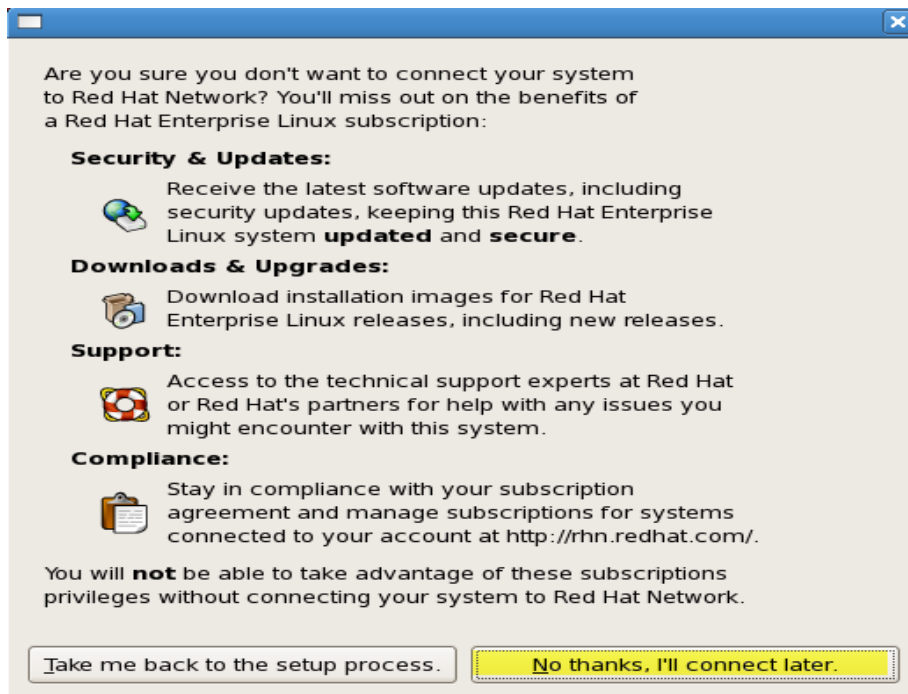 Are you sure you don't want to connect your system
to Red Hat Network? You'll miss out on the benefits of
a Red Hat Enterprise Linux subscription:
Security & Updates:
Receive the latest software updates, including
security updates, keeping this Red Hat Enterprise
Linux system updated and secure.
Downloads & Upgrades:
Download installation images for Red Hat
Enterprise Linux releases, including new releases.
Support:
Access to the technical support experts at Red Hat
or Red Hat's partners for help with any issues you
might encounter with this system.
Compliance:
Stay in compliance with your subscription
agreement and manage subscriptions for systems
connected to your account at http://rhn.redhat.com/.
You will not be able to take advantage of these subscriptions
privileges without connecting your system to Red Hat Network.
Take me back to the setup process.
No thanks, I'll connect later.